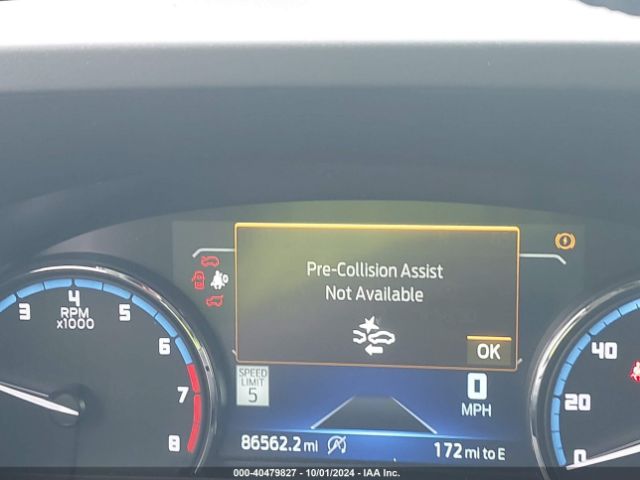 Pre-Collision Assist
Not Available
OK
3 4 5 6 7 8
RPM
x1000
SPEED
LIMIT
5
0
MPH
40
20
0
86562.2 mi
172 mi to E
000-40479827 - 10/01/2024 - IAA Inc.